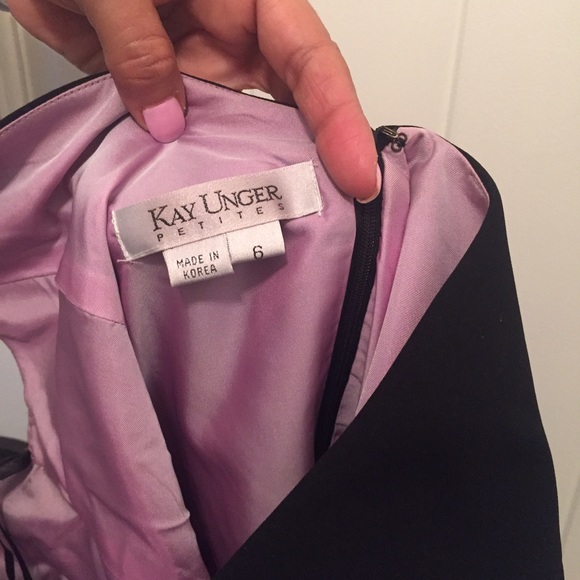 KAY UNGER
PETITES
MADE IN
KOREA
6